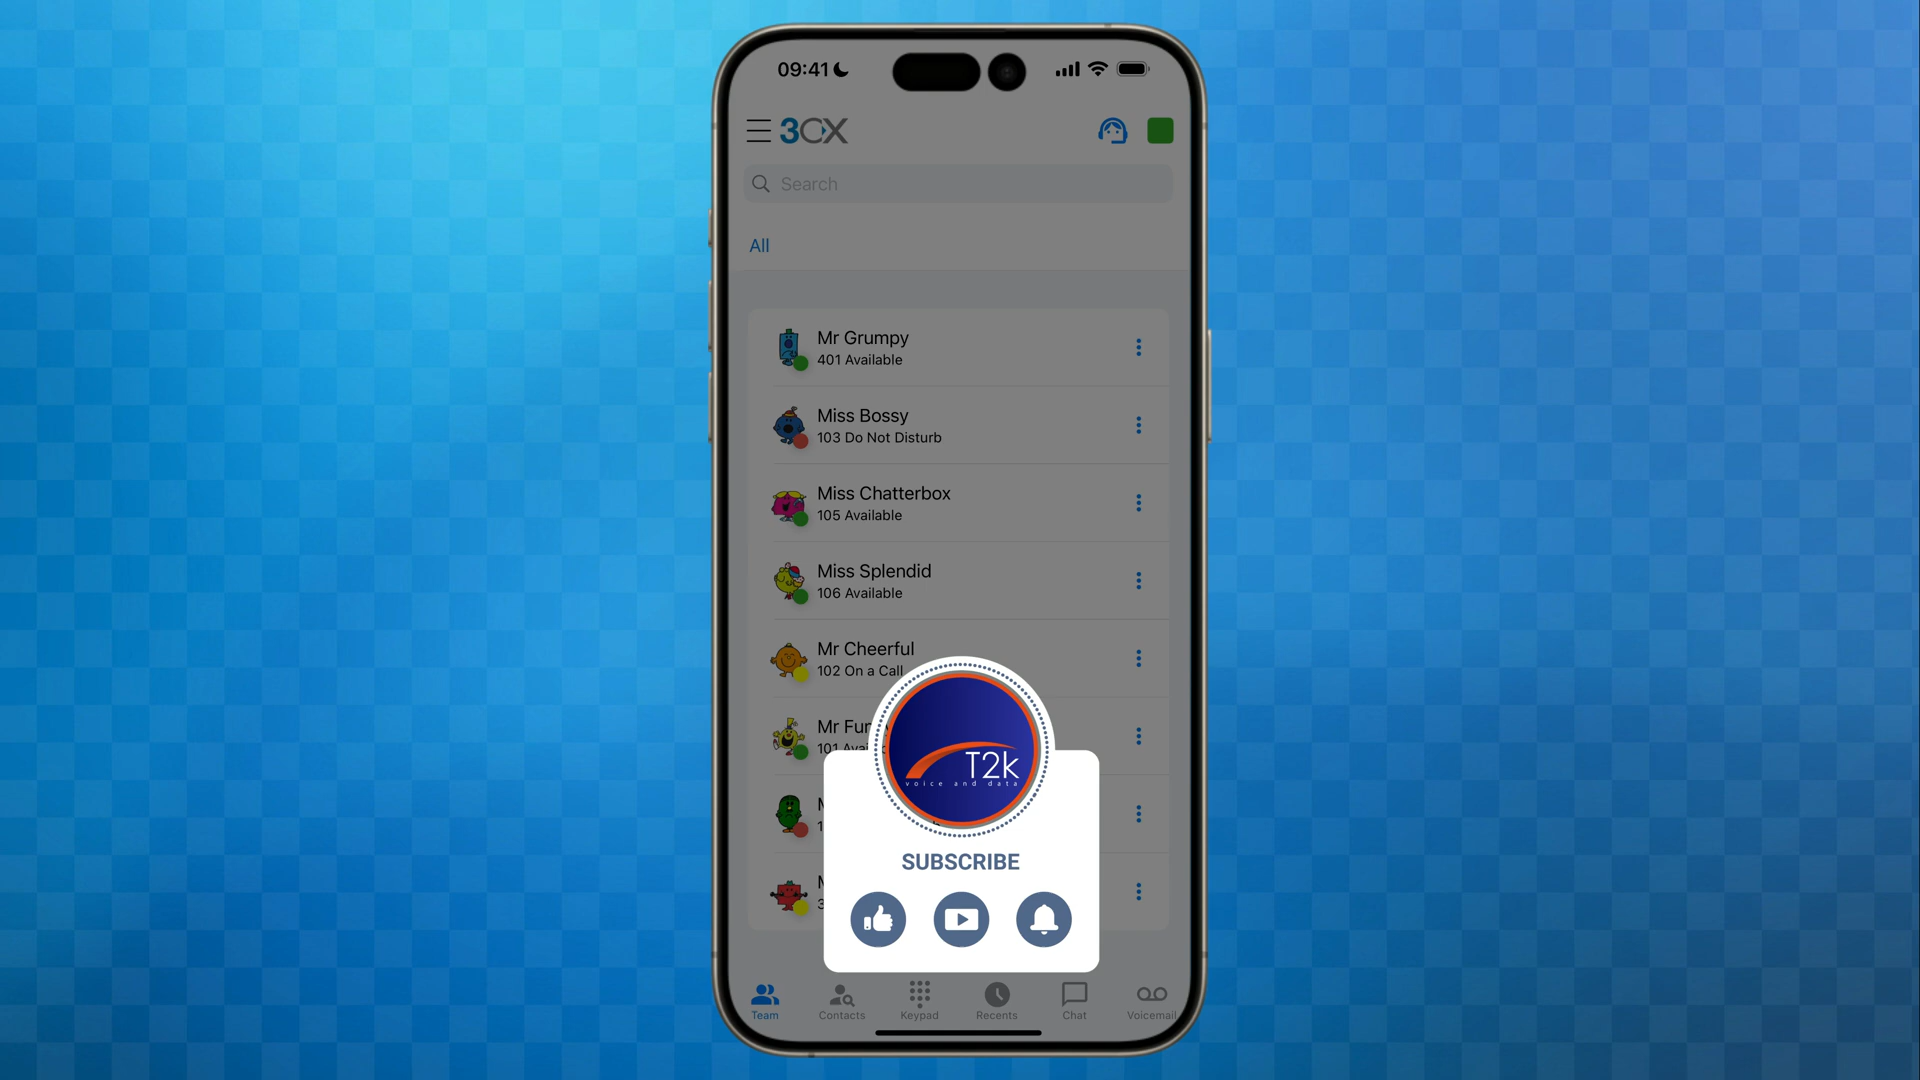 09:41
3CX
Search
All
Mr Grumpy
401 Available
Miss Bossy
103 Do Not Disturb
Miss Chatterbox
105 Available
Miss Splendid
106 Available
Mr Cheerful
102 On a Call
Mr
101
T2k
voice and data
SUBSCRIBE
Team
Contacts
Keypad
Recents
Chat
Voicemail